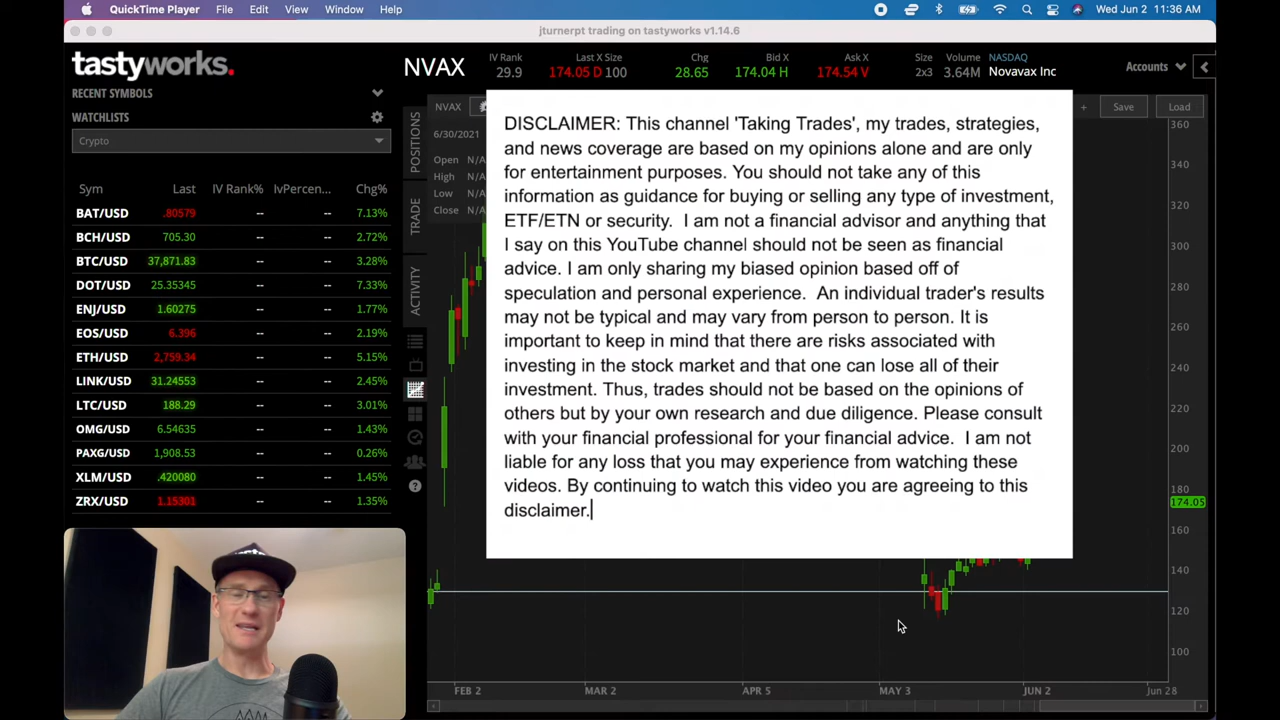 QuickTime Player File Edit View Window Help Wed Jun 2 11:36 AM
jturnerpt trading on tastyworks v1.14.6
tastyworks.
RECENT SYMBOLS
WATCHLISTS
Crypto
Sym Last IV Rank% IvPercen... Chg%
BAT/USD .80579 -- -- 7.13%
BCH/USD 705.30 -- -- 2.72%
BTC/USD 37,871.83 -- -- 3.28%
DOT/USD 25.35345 -- -- 7.33%
ENJ/USD 1.60275 -- -- 7.73%
EOS/USD 6.396 -- -- 2.19%
ETH/USD 2,759.34 -- -- 5.15%
LINK/USD 31.24553 -- -- 2.45%
LTC/USD 188.29 -- -- 3.01%
OMG/USD 6.54635 -- -- 1.43%
PAXG/USD 1,908.53 -- -- 0.26%
XLM/USD .420080 -- -- 1.45%
ZRX/USD 1.15301 -- -- 1.35%
POSITIONS
TRADE
ACTIVITY
NVAX
IV Rank Last X Size Chg Bid X Ask X Size Volume NASDAQ
29.9 174.05 D 100 28.65 174.04 H 174.54 V 2x3 3.64M Novavax Inc
Accounts
NVAX + Save Load
6/30/2021
Open N/A
High N/A
Low N/A
Close N/A
DISCLAIMER: This channel 'Taking Trades', my trades, strategies,
and news coverage are based on my opinions alone and are only
for entertainment purposes. You should not take any of this
information as guidance for buying or selling any type of investment,
ETF/ETN or security. I am not a financial advisor and anything that
I say on this YouTube channel should not be seen as financial
advice. I am only sharing my biased opinion based off of
speculation and personal experience. An individual trader's results
may not be typical and may vary from person to person. It is
important to keep in mind that there are risks associated with
investing in the stock market and that one can lose all of their
investment. Thus, trades should not be based on the opinions of
others but by your own research and due diligence. Please consult
with your financial professional for your financial advice. I am not
liable for any loss that you may experience from watching these
videos. By continuing to watch this video you are agreeing to this
disclaimer.
360
340
320
300
280
260
240
220
200
180
174.05
160
140
120
100
FEB 2 MAR 2 APR 5 MAY 3 JUN 2 Jun 28